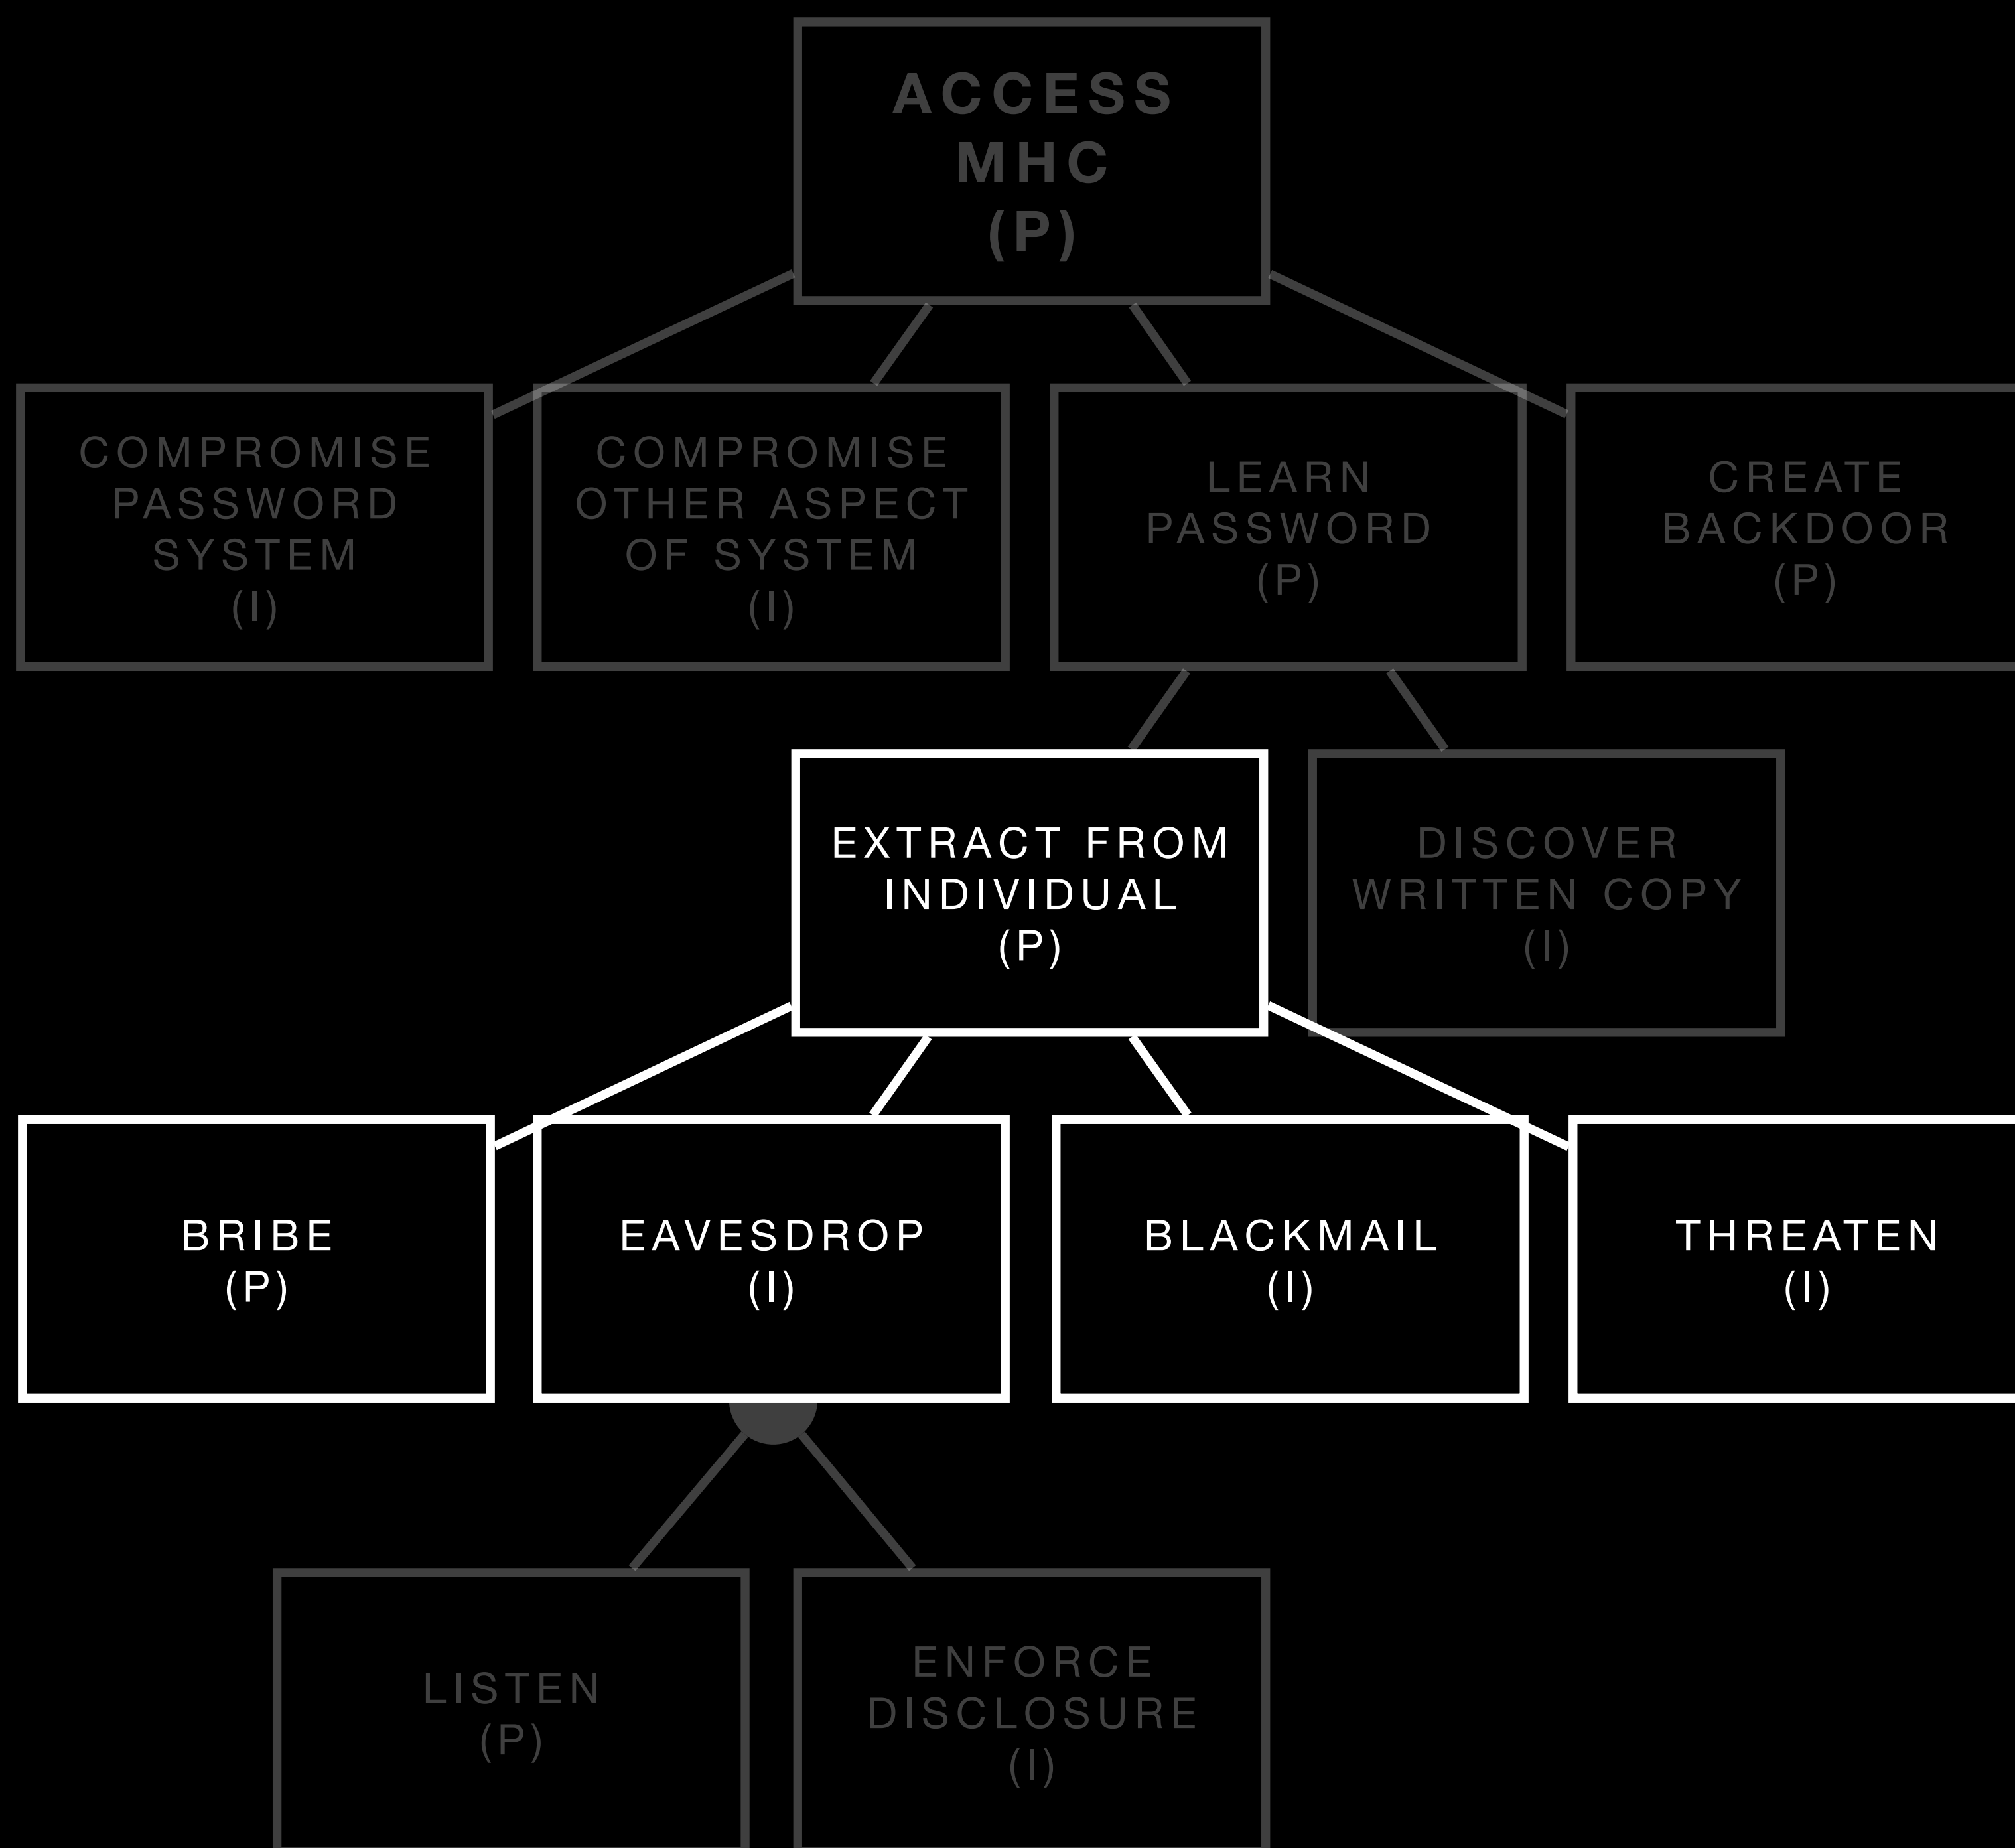 ACCESS
MHC
(P)
COMPROMISE
PASSWORD
SYSTEM
(I)
COMPROMISE
OTHER ASPECT
OF SYSTEM
(I)
LEARN
PASSWORD
(P)
CREATE
BACKDOOR
(P)
EXTRACT FROM
INDIVIDUAL
(P)
DISCOVER
WRITTEN COPY
(I)
BRIBE
(P)
EAVESDROP
(I)
BLACKMAIL
(I)
THREATEN
(I)
LISTEN
(P)
ENFORCE
DISCLOSURE
(I)